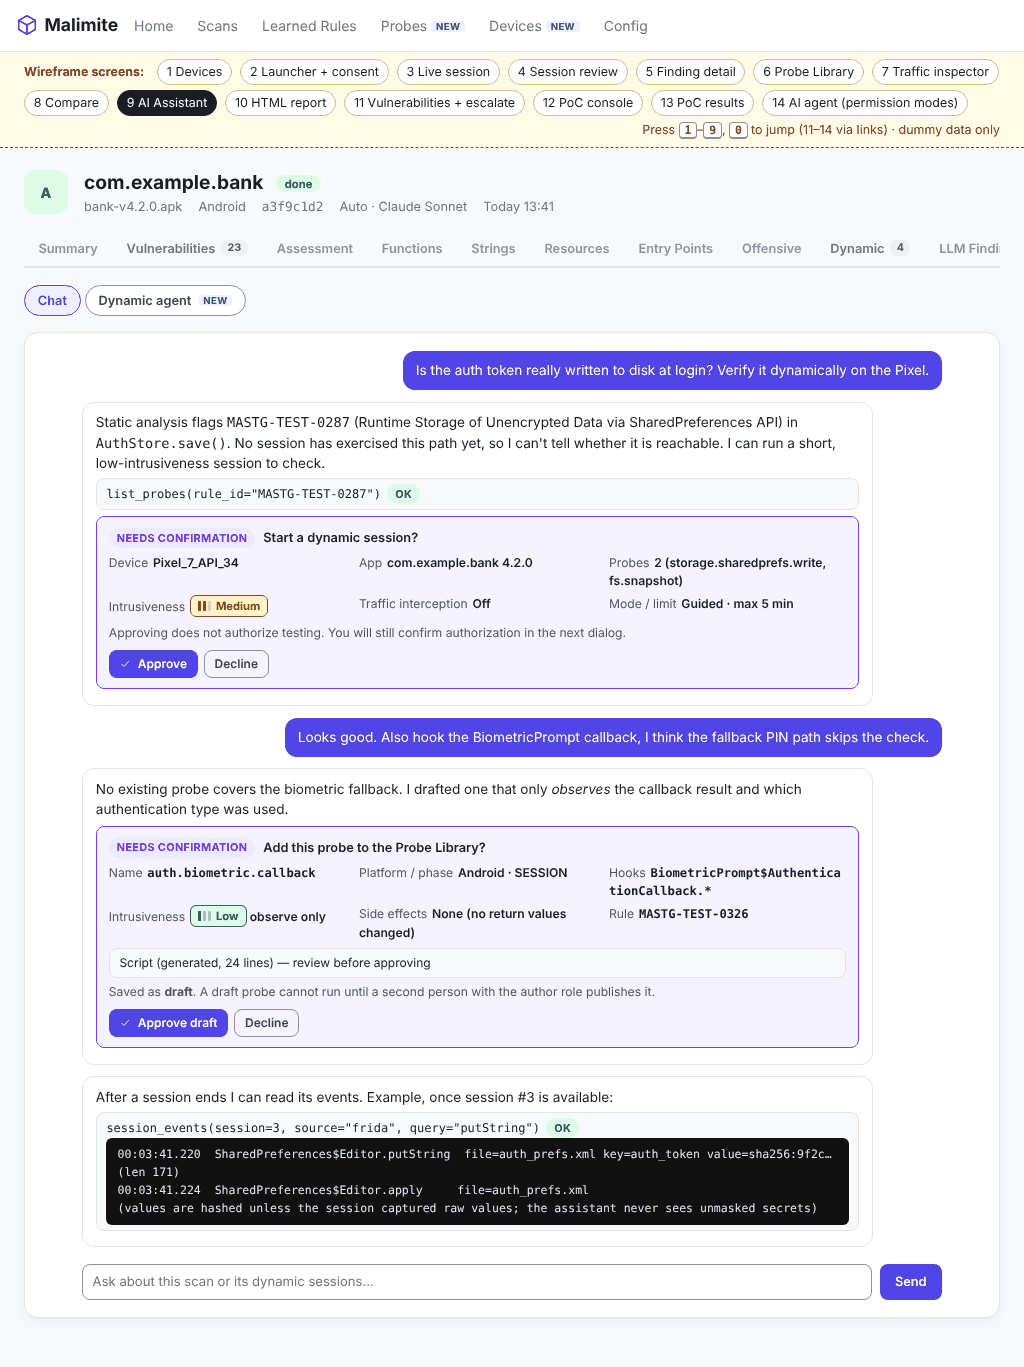 Malimite Home Scans Learned Rules Probes NEW Devices NEW Config
Wireframe screens: 1 Devices 2 Launcher + consent 3 Live session 4 Session review 5 Finding detail 6 Probe Library 7 Traffic inspector
8 Compare 9 AI Assistant 10 HTML report 11 Vulnerabilities + escalate 12 PoC console 13 PoC results 14 AI agent (permission modes)
Press 1–9, 0 to jump (11–14 via links) · dummy data only
A
com.example.bank done
bank-v4.2.0.apk Android a3f9c1d2 Auto · Claude Sonnet Today 13:41
Summary Vulnerabilities 23 Assessment Functions Strings Resources Entry Points Offensive Dynamic 4 LLM Findi
Chat Dynamic agent NEW
Is the auth token really written to disk at login? Verify it dynamically on the Pixel.
Static analysis flags MASTG-TEST-0287 (Runtime Storage of Unencrypted Data via SharedPreferences API) in
AuthStore.save(). No session has exercised this path yet, so I can't tell whether it is reachable. I can run a short,
low-intrusiveness session to check.
list_probes(rule_id="MASTG-TEST-0287") OK
NEEDS CONFIRMATION Start a dynamic session?
Device Pixel_7_API_34 App com.example.bank 4.2.0 Probes 2 (storage.sharedprefs.write,
fs.snapshot)
Intrusiveness Medium Traffic interception Off Mode / limit Guided · max 5 min
Approving does not authorize testing. You will still confirm authorization in the next dialog.
✓ Approve Decline
Looks good. Also hook the BiometricPrompt callback, I think the fallback PIN path skips the check.
No existing probe covers the biometric fallback. I drafted one that only observes the callback result and which
authentication type was used.
NEEDS CONFIRMATION Add this probe to the Probe Library?
Name auth.biometric.callback Platform / phase Android · SESSION Hooks BiometricPrompt$Authentica
tionCallback.*
Intrusiveness Low observe only Side effects None (no return values Rule MASTG-TEST-0326
changed)
Script (generated, 24 lines) — review before approving
Saved as draft. A draft probe cannot run until a second person with the author role publishes it.
✓ Approve draft Decline
After a session ends I can read its events. Example, once session #3 is available:
session_events(session=3, source="frida", query="putString") OK
00:03:41.220 SharedPreferences$Editor.putString file=auth_prefs.xml key=auth_token value=sha256:9f2c…
(len 171)
00:03:41.224 SharedPreferences$Editor.apply file=auth_prefs.xml
(values are hashed unless the session captured raw values; the assistant never sees unmasked secrets)
Ask about this scan or its dynamic sessions... Send